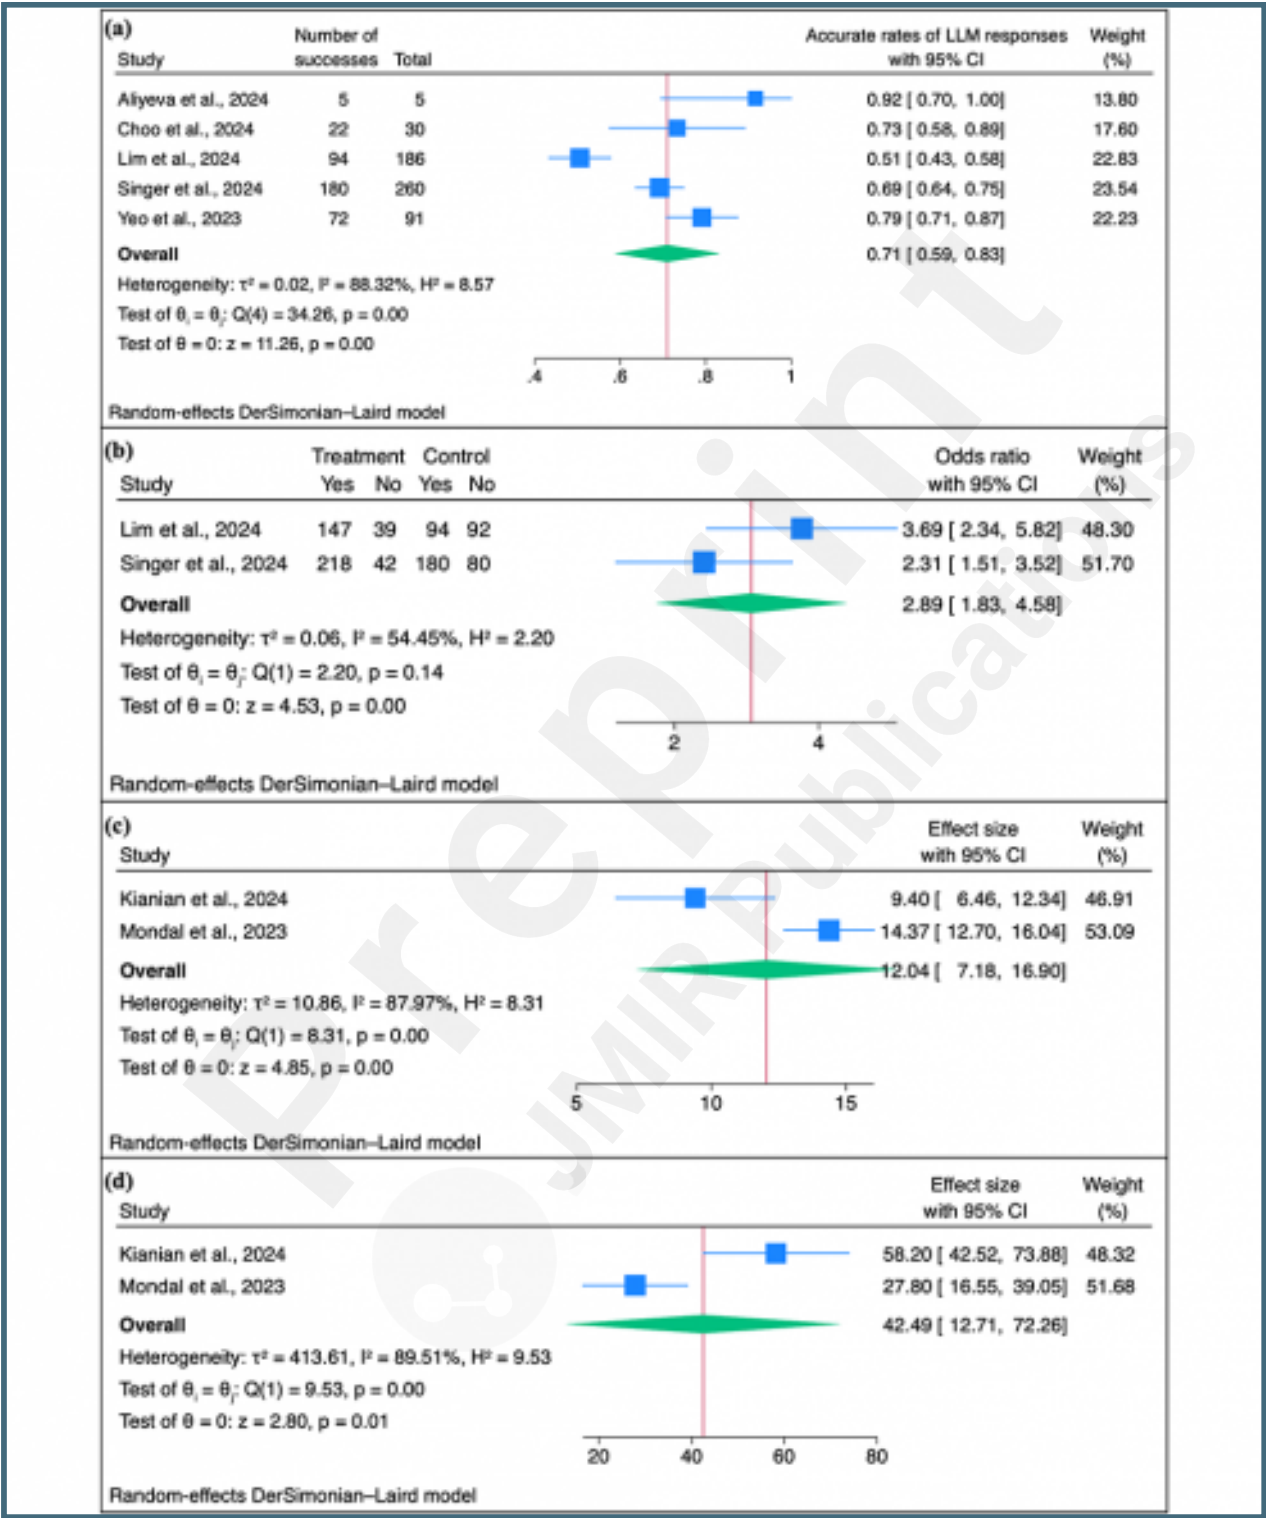 (a)
Number of Accurate rates of LLM responses Weight
Study successes Total with 95% CI (%)
Aliyeva et al., 2024 5 5 0.92 [ 0.70, 1.00] 13.80
Choo et al., 2024 22 30 0.73 [ 0.58, 0.89] 17.60
Lim et al., 2024 94 186 0.51 [ 0.43, 0.58] 22.83
Singer et al., 2024 180 260 0.69 [ 0.64, 0.75] 23.54
Yeo et al., 2023 72 91 0.79 [ 0.71, 0.87] 22.23
Overall 0.71 [ 0.59, 0.83]
Heterogeneity: τ² = 0.02, I² = 88.32%, H² = 8.57
Test of θᵢ = θⱼ: Q(4) = 34.26, p = 0.00
Test of θ = 0: z = 11.26, p = 0.00
.4 .6 .8 1
Random-effects DerSimonian–Laird model
(b)
Treatment Control Odds ratio Weight
Study Yes No Yes No with 95% CI (%)
Lim et al., 2024 147 39 94 92 3.69 [ 2.34, 5.82] 48.30
Singer et al., 2024 218 42 180 80 2.31 [ 1.51, 3.52] 51.70
Overall 2.89 [ 1.83, 4.58]
Heterogeneity: τ² = 0.06, I² = 54.45%, H² = 2.20
Test of θᵢ = θⱼ: Q(1) = 2.20, p = 0.14
Test of θ = 0: z = 4.53, p = 0.00
2 4
Random-effects DerSimonian–Laird model
(c)
Effect size Weight
Study with 95% CI (%)
Kianian et al., 2024 9.40 [ 6.46, 12.34] 46.91
Mondal et al., 2023 14.37 [ 12.70, 16.04] 53.09
Overall 12.04 [ 7.18, 16.90]
Heterogeneity: τ² = 10.86, I² = 87.97%, H² = 8.31
Test of θᵢ = θⱼ: Q(1) = 8.31, p = 0.00
Test of θ = 0: z = 4.85, p = 0.00
5 10 15
Random-effects DerSimonian–Laird model
(d)
Effect size Weight
Study with 95% CI (%)
Kianian et al., 2024 58.20 [ 42.52, 73.88] 48.32
Mondal et al., 2023 27.80 [ 16.55, 39.05] 51.68
Overall 42.49 [ 12.71, 72.26]
Heterogeneity: τ² = 413.61, I² = 89.51%, H² = 9.53
Test of θᵢ = θⱼ: Q(1) = 9.53, p = 0.00
Test of θ = 0: z = 2.80, p = 0.01
20 40 60 80
Random-effects DerSimonian–Laird model
Preprint
JMIR Publications